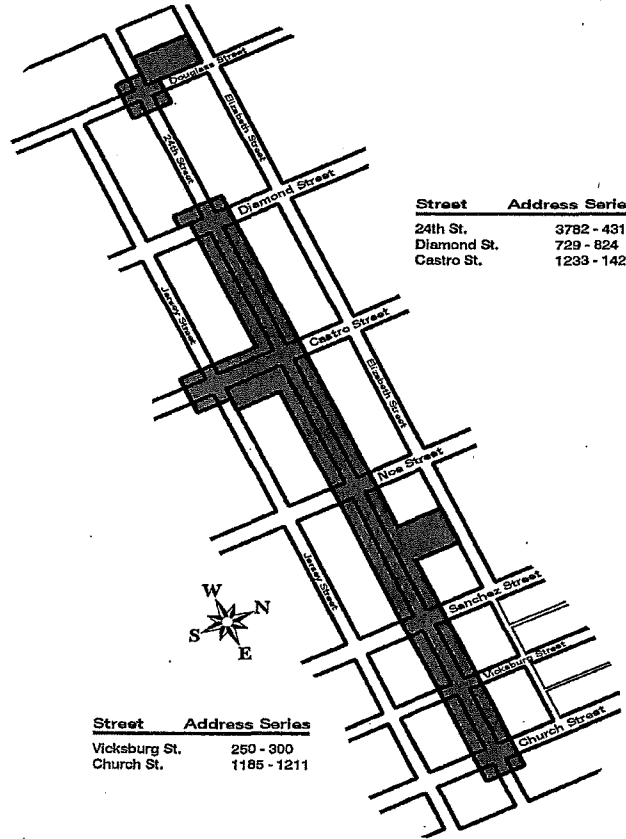 Douglass Street
24th Street
Elizabeth Street
Diamond Street
Street Address Serie
24th St. 3782 - 431
Diamond St. 729 - 824
Castro St. 1233 - 142
Jersey Street
Castro Street
Elizabeth Street
Noe Street
Jersey Street
W
N
S
E
Sanchez Street
Vicksburg Street
Church Street
Street Address Series
Vicksburg St. 250 - 300
Church St. 1185 - 1211